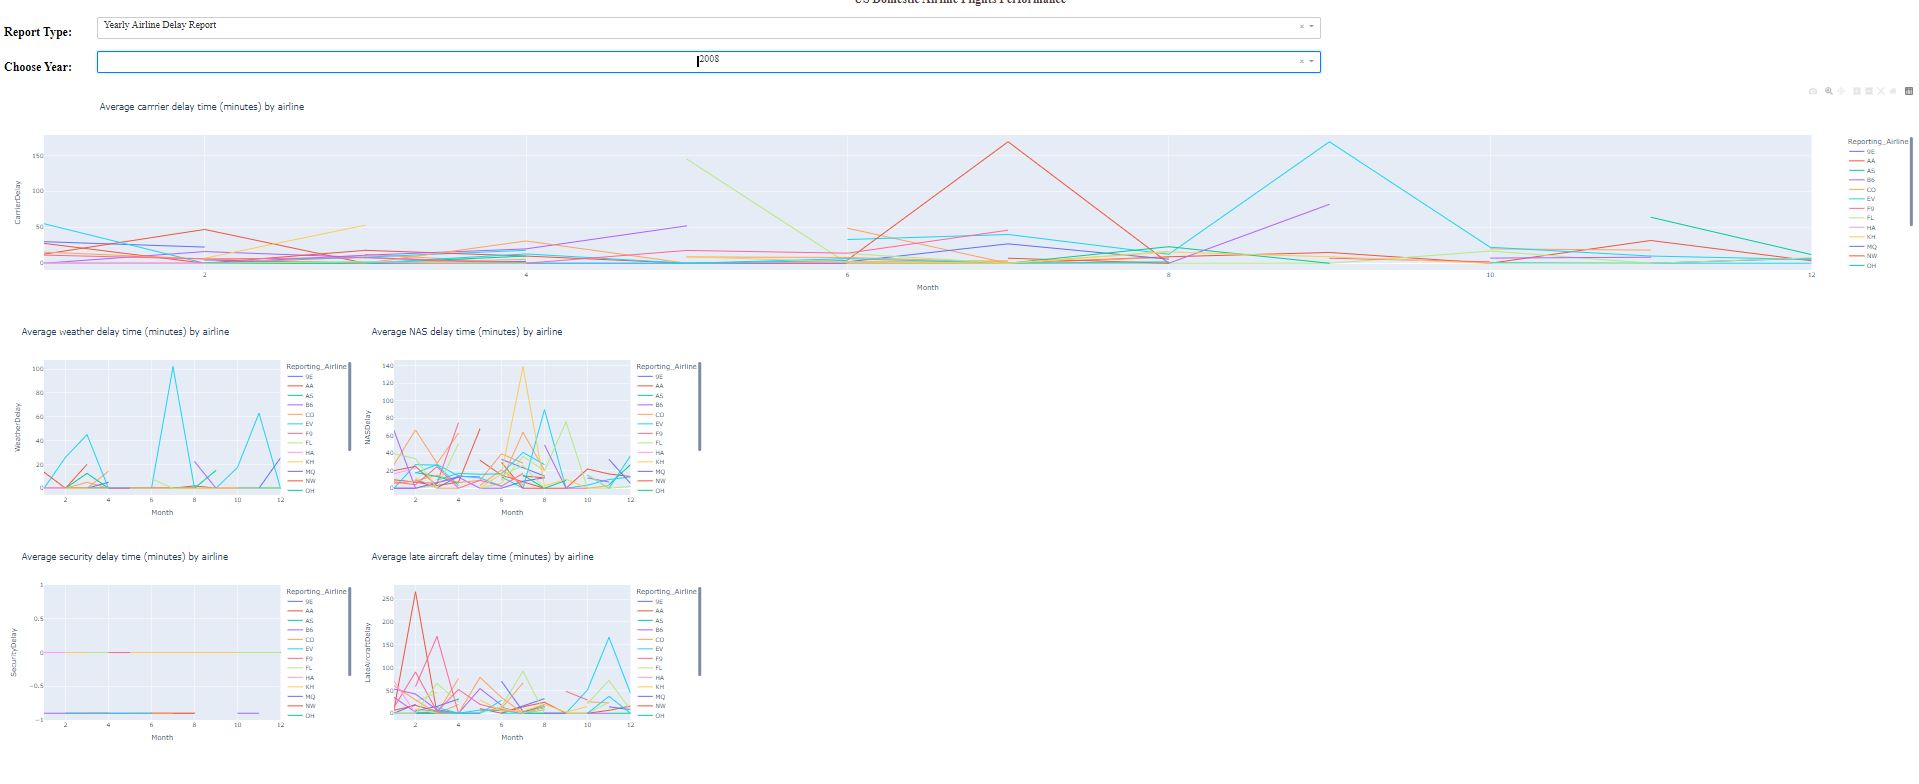 US Domestic Airline Flights Performance
Report Type:
Yearly Airline Delay Report
Choose Year:
2008
Average carrrier delay time (minutes) by airline
CarrierDelay
150
100
50
0
2
4
6
8
10
12
Month
Reporting_Airline
9E
AA
AS
B6
CO
EV
F9
FL
HA
KH
MQ
NW
OH
Average weather delay time (minutes) by airline
WeatherDelay
100
80
60
40
20
0
2
4
6
8
10
12
Month
Reporting_Airline
9E
AA
AS
B6
CO
EV
F9
FL
HA
KH
MQ
NW
OH
Average NAS delay time (minutes) by airline
NASDelay
140
120
100
80
60
40
20
0
2
4
6
8
10
12
Month
Reporting_Airline
9E
AA
AS
B6
CO
EV
F9
FL
HA
KH
MQ
NW
OH
Average security delay time (minutes) by airline
SecurityDelay
1
0.5
0
−0.5
−1
2
4
6
8
10
12
Month
Reporting_Airline
9E
AA
AS
B6
CO
EV
F9
FL
HA
KH
MQ
NW
OH
Average late aircraft delay time (minutes) by airline
LateAircraftDelay
250
200
150
100
50
0
2
4
6
8
10
12
Month
Reporting_Airline
9E
AA
AS
B6
CO
EV
F9
FL
HA
KH
MQ
NW
OH